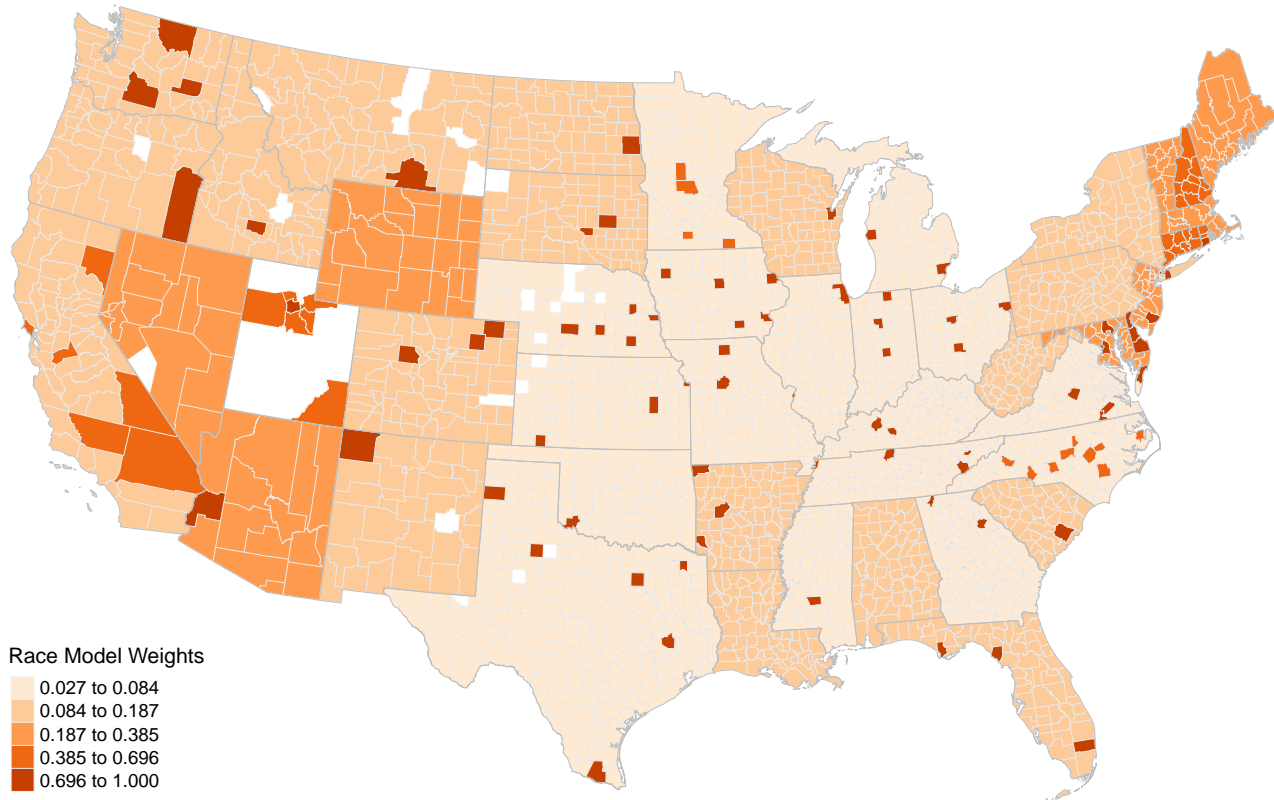 Race Model Weights
0.027 to 0.084
0.084 to 0.187
0.187 to 0.385
0.385 to 0.696
0.696 to 1.000